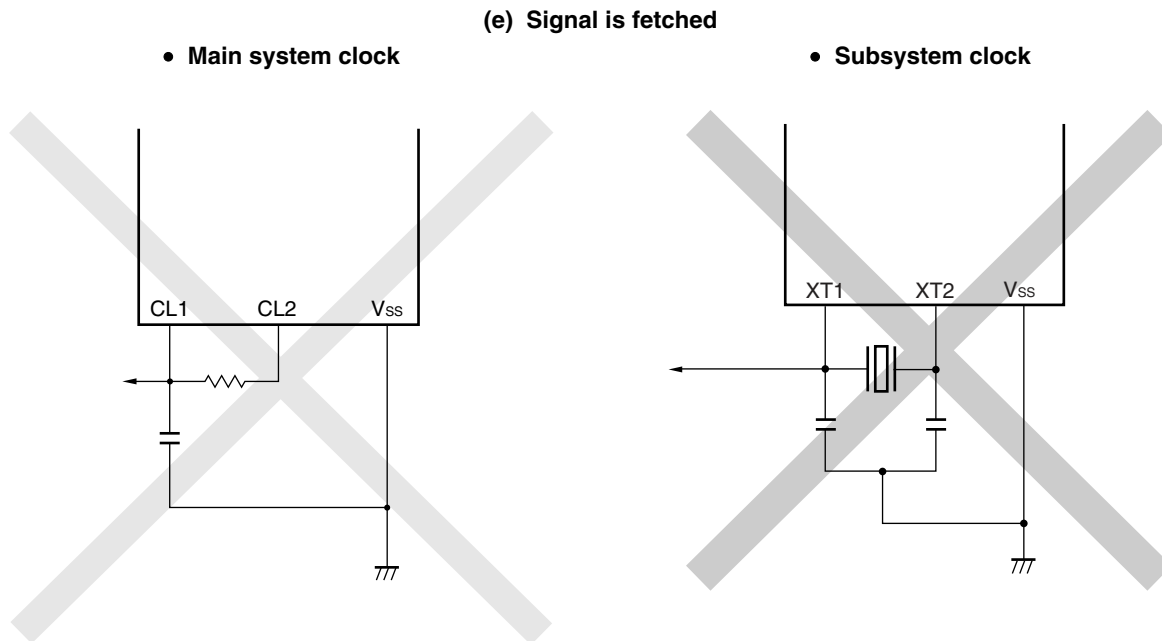 (e) Signal is fetched
• Main system clock
• Subsystem clock
CL1 CL2 Vss
XT1 XT2 Vss